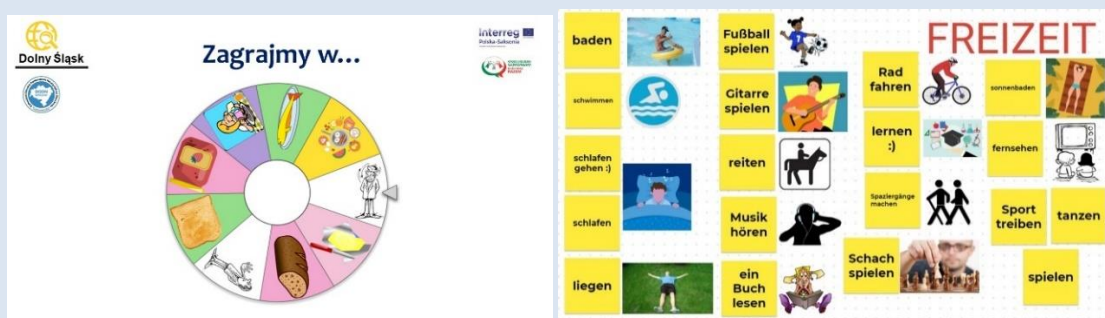 Dolny Śląsk
Zagrajmy w...
Interreg
Polska-Saksonia
baden
schwimmen
schlafen
gehen :)
schlafen
liegen
Fußball
spielen
Gitarre
spielen
reiten
Musik
hören
ein
Buch
lesen
FREIZEIT
Rad
fahren
lernen
:)
Spaziergänge
machen
Schach
spielen
sonnenbaden
fernsehen
Sport
treiben
tanzen
spielen